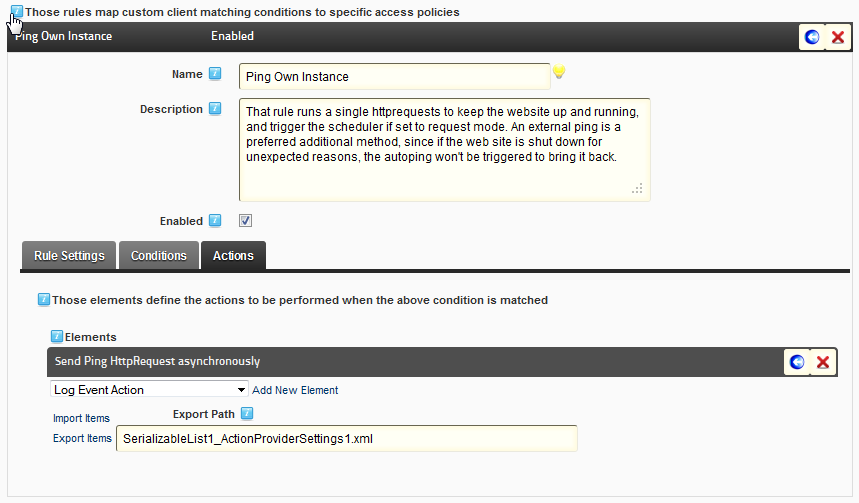 Those rules map custom client matching conditions to specific access policies
Ping Own Instance Enabled
Name Ping Own Instance
Description That rule runs a single httprequests to keep the website up and running,
and trigger the scheduler if set to request mode. An external ping is a
preferred additional method, since if the web site is shut down for
unexpected reasons, the autoping won't be triggered to bring it back.
Enabled
Rule Settings Conditions Actions
Those elements define the actions to be performed when the above condition is matched
Elements
Send Ping HttpRequest asynchronously
Log Event Action Add New Element
Import Items Export Path
Export Items SerializableList1_ActionProviderSettings1.xml